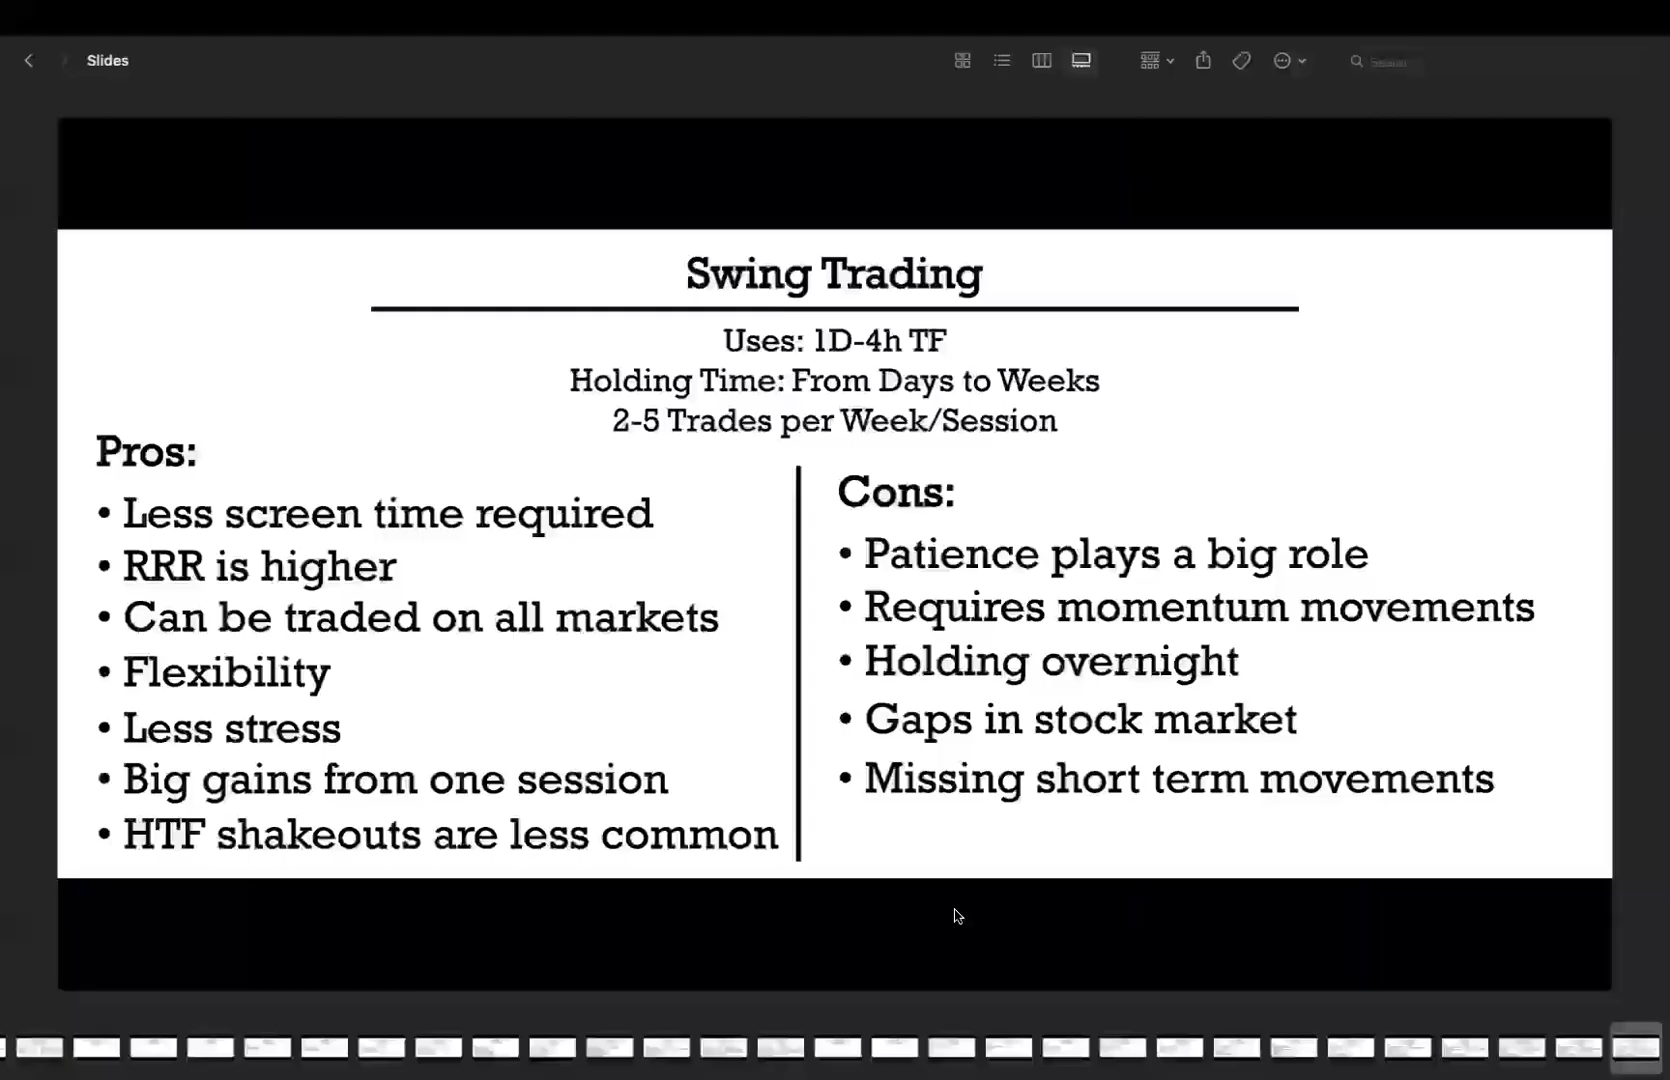 Slides
Search
Swing Trading
Uses: 1D-4h TF
Holding Time: From Days to Weeks
2-5 Trades per Week/Session
Pros:
• Less screen time required
• RRR is higher
• Can be traded on all markets
• Flexibility
• Less stress
• Big gains from one session
• HTF shakeouts are less common
Cons:
• Patience plays a big role
• Requires momentum movements
• Holding overnight
• Gaps in stock market
• Missing short term movements